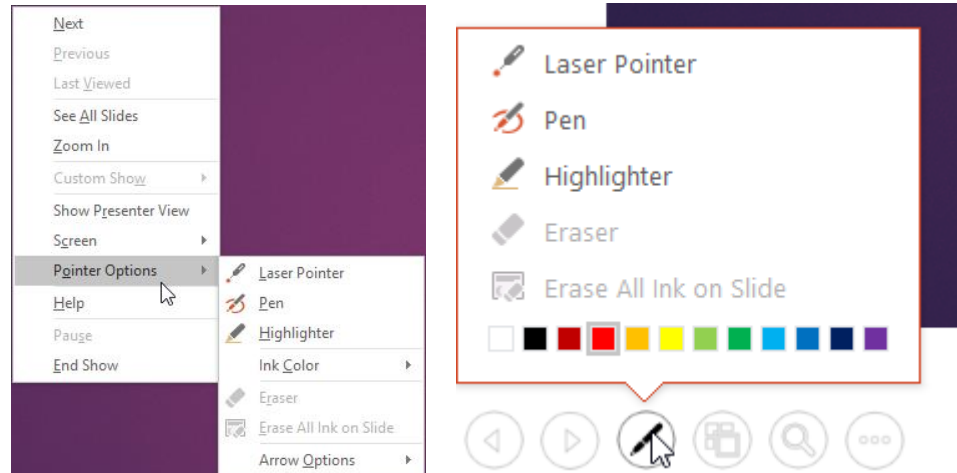 Next
Previous
Last Viewed
See All Slides
Zoom In
Custom Show
Show Presenter View
Screen
Pointer Options
Help
Pause
End Show
Laser Pointer
Pen
Highlighter
Ink Color
Eraser
Erase All Ink on Slide
Arrow Options
Laser Pointer
Pen
Highlighter
Eraser
Erase All Ink on Slide